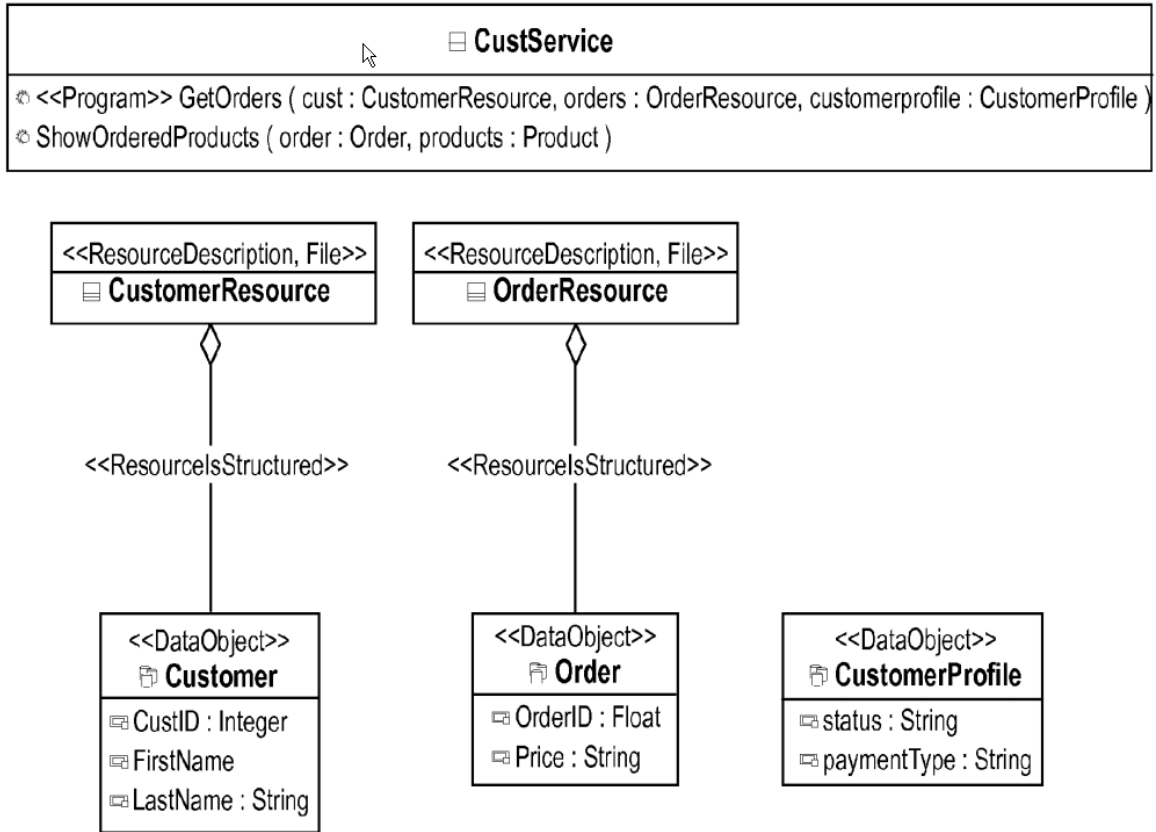 CustService
<<Program>> GetOrders ( cust : CustomerResource, orders : OrderResource, customerprofile : CustomerProfile )
ShowOrderedProducts ( order : Order, products : Product )
<<ResourceDescription, File>>
CustomerResource
<<ResourceDescription, File>>
OrderResource
<<ResourceIsStructured>>
<<ResourceIsStructured>>
<<DataObject>>
Customer
CustID : Integer
FirstName
LastName : String
<<DataObject>>
Order
OrderID : Float
Price : String
<<DataObject>>
CustomerProfile
status : String
paymentType : String